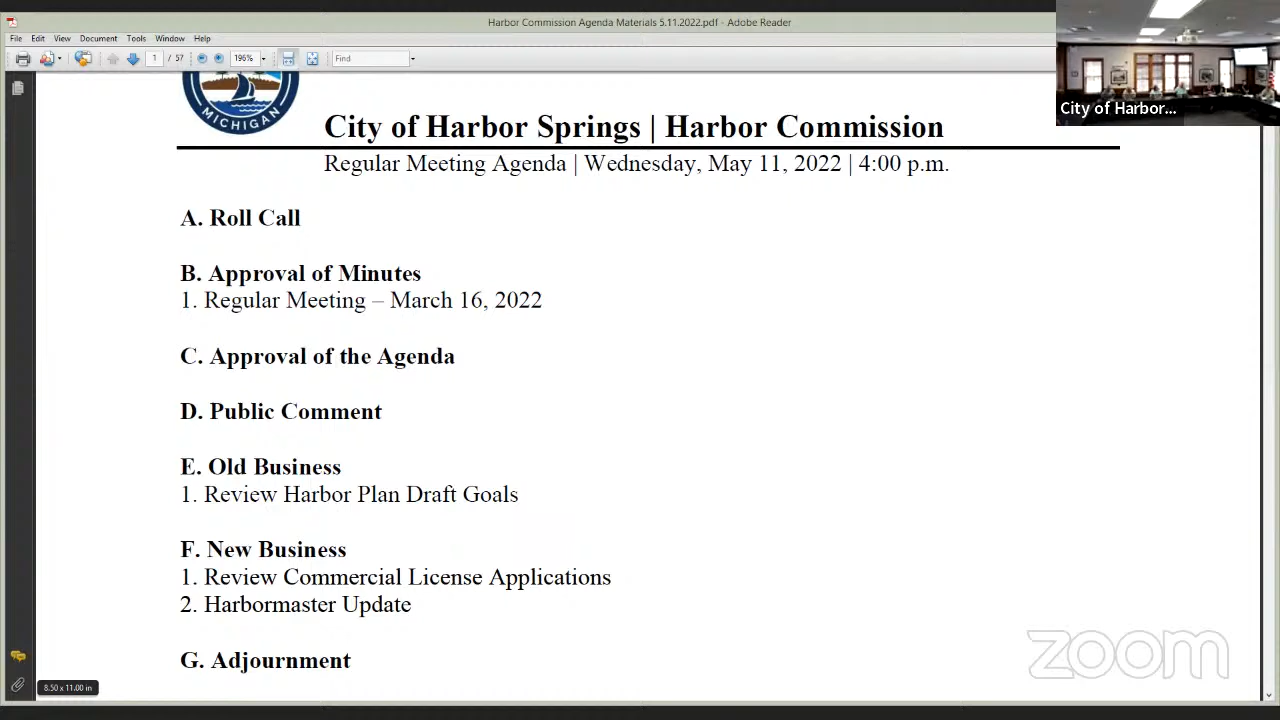 Harbor Commission Agenda Materials 5.11.2022.pdf - Adobe Reader
File Edit View Document Tools Window Help
1 / 57 196% Find
City of Harbor...
MICHIGAN
City of Harbor Springs | Harbor Commission
Regular Meeting Agenda | Wednesday, May 11, 2022 | 4:00 p.m.
A. Roll Call
B. Approval of Minutes
1. Regular Meeting – March 16, 2022
C. Approval of the Agenda
D. Public Comment
E. Old Business
1. Review Harbor Plan Draft Goals
F. New Business
1. Review Commercial License Applications
2. Harbormaster Update
G. Adjournment
zoom
8.50 x 11.00 in